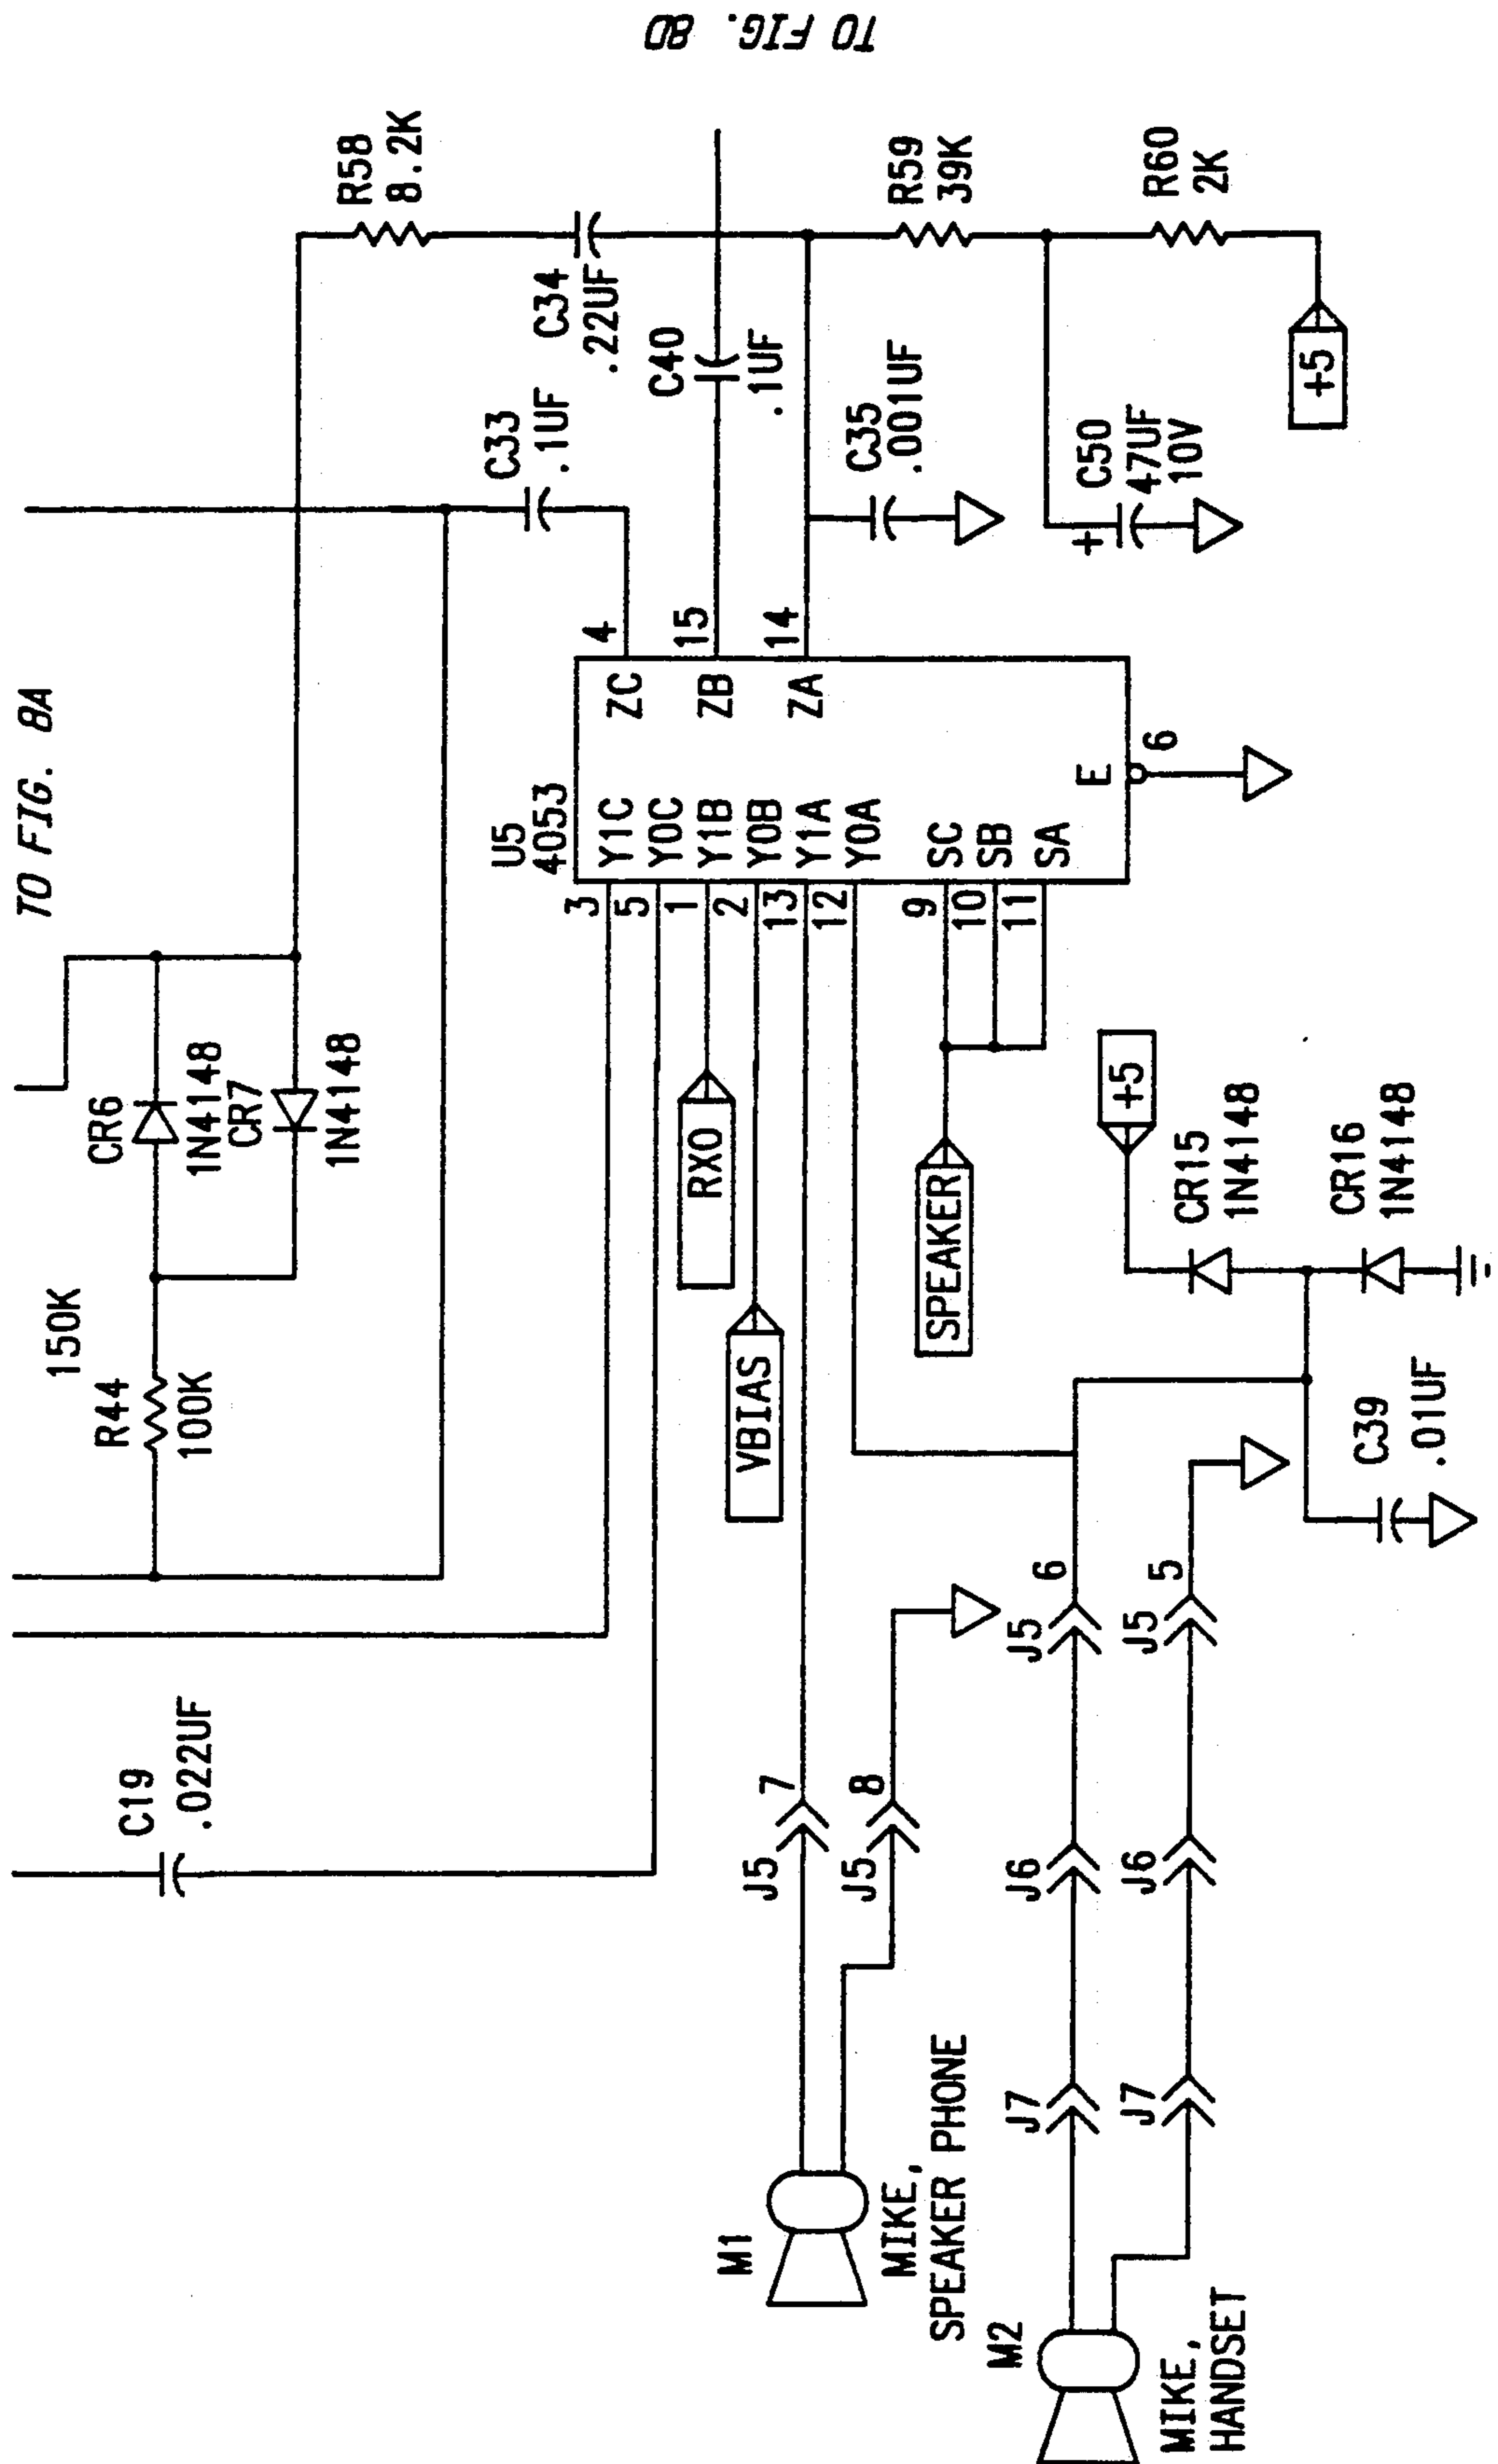 TO FIG. 8A
TO FIG. 8D
150K
R44
100K
CR6
1N4148
CR7
1N4148
R58
8.2K
C34
.22UF
C33
.1UF
C40
.1UF
C35
.001UF
R59
39K
C50
+
47UF
10V
R60
2K
+5
C19
.022UF
U5
4053
3
Y1C
5
Y0C
1
Y1B
2
Y0B
13
Y1A
12
Y0A
9
SC
10
SB
11
SA
ZC
4
ZB
15
ZA
14
E
6
RXO
VBIAS
SPEAKER
+5
CR15
1N4148
CR16
1N4148
C39
.01UF
M1
MIKE,
SPEAKER PHONE
J5
7
J5
8
M2
MIKE,
HANDSET
J7
J6
J5
6
J7
J6
J5
5